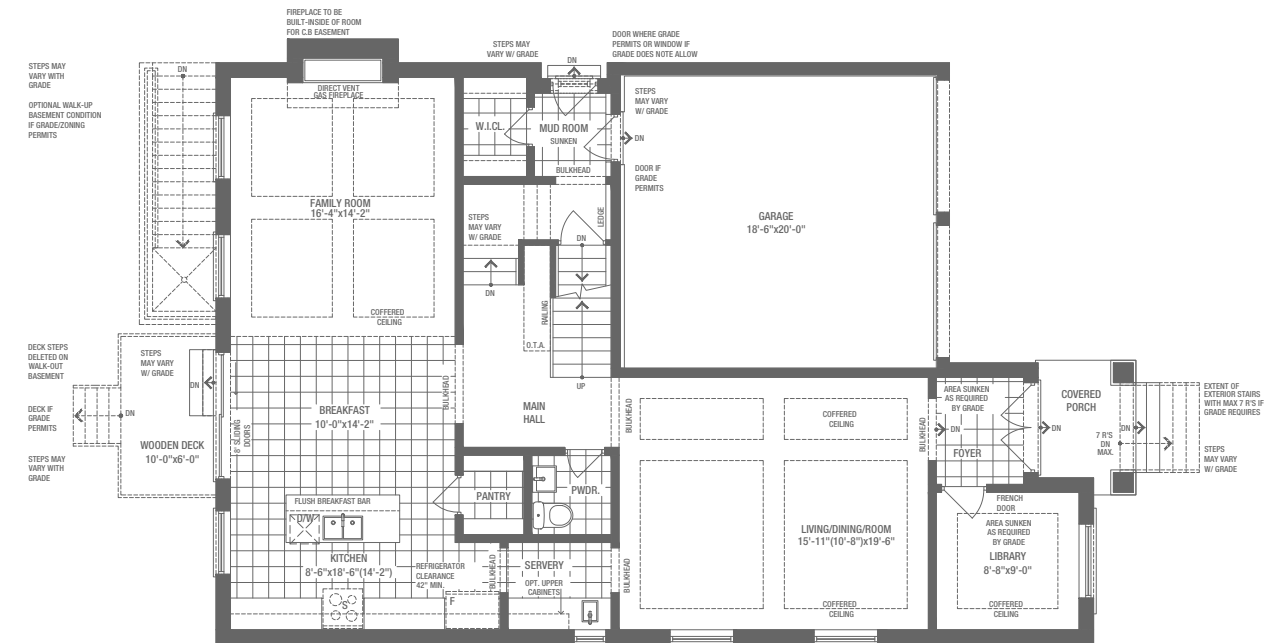 FIREPLACE TO BE
BUILT-INSIDE OF ROOM
FOR C.B EASEMENT
STEPS MAY
VARY W/ GRADE
DOOR WHERE GRADE
PERMITS OR WINDOW IF
GRADE DOES NOTE ALLOW
DN
STEPS MAY
VARY WITH
GRADE
OPTIONAL WALK-UP
BASEMENT CONDITION
IF GRADE/ZONING
PERMITS
DN
DIRECT VENT
GAS FIREPLACE
W.I.CL.
MUD ROOM
SUNKEN
BULKHEAD
STEPS
MAY VARY
W/ GRADE
DN
DOOR IF
GRADE
PERMITS
FAMILY ROOM
16'-4"x14'-2"
COFFERED
CEILING
STEPS
MAY VARY
W/ GRADE
DN
LEDGE
DN
RAILING
O.T.A.
UP
GARAGE
18'-6"x20'-0"
DECK STEPS
DELETED ON
WALK-OUT
BASEMENT
DECK IF
GRADE
PERMITS
STEPS MAY
VARY WITH
GRADE
STEPS
MAY VARY
W/ GRADE
DN
DN
WOODEN DECK
10'-0"x6'-0"
8' SLIDING
DOORS
BREAKFAST
10'-0"x14'-2"
BULKHEAD
MAIN
HALL
BULKHEAD
COFFERED
CEILING
BULKHEAD
AREA SUNKEN
AS REQUIRED
BY GRADE
DN
FOYER
DN
COVERED
PORCH
DN
7 R'S
DN
MAX.
EXTENT OF
EXTERIOR STAIRS
WITH MAX 7 R'S IF
GRADE REQUIRES
STEPS
MAY VARY
W/ GRADE
PANTRY
PWDR.
FLUSH BREAKFAST BAR
D/W
KITCHEN
8'-6"x18'-6"(14'-2")
REFRIGERATOR
CLEARANCE
42" MIN.
S
F
BULKHEAD
SERVERY
OPT. UPPER
CABINETS
BULKHEAD
LIVING/DINING/ROOM
15'-11"(10'-8")x19'-6"
COFFERED
CEILING
FRENCH
DOOR
AREA SUNKEN
AS REQUIRED
BY GRADE
LIBRARY
8'-8"x9'-0"
COFFERED
CEILING